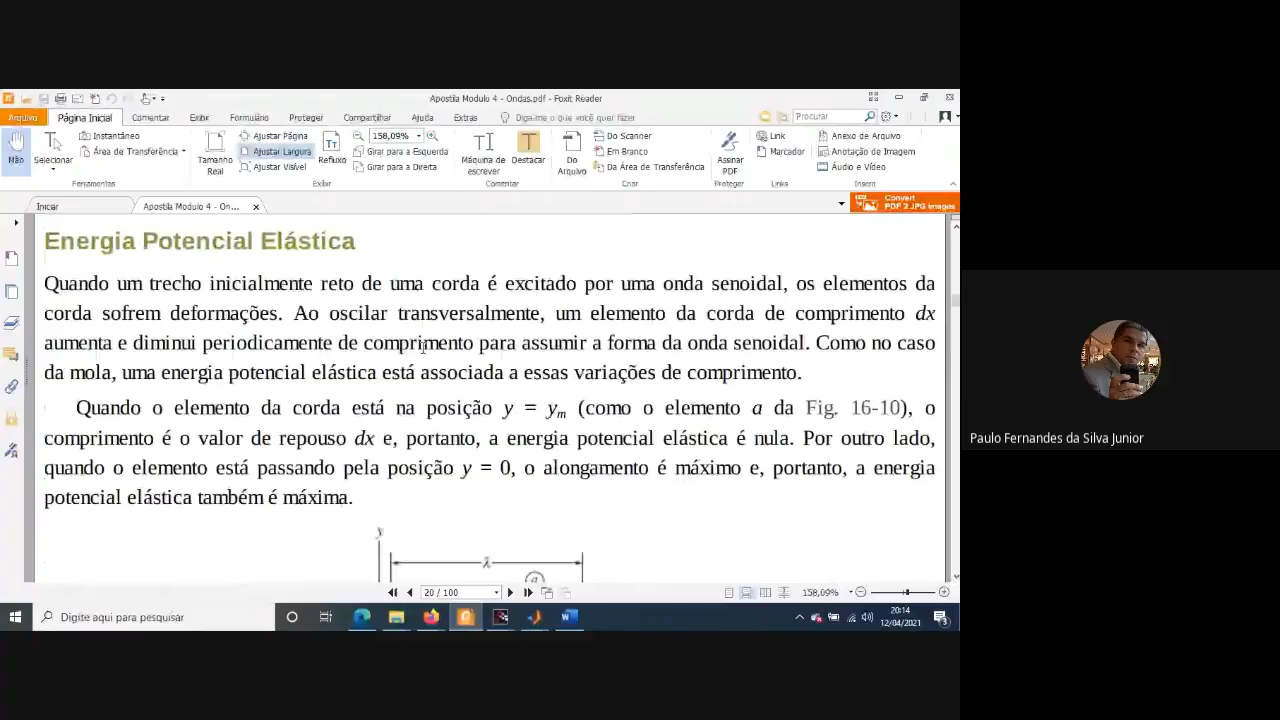 Apostila Modulo 4 - Ondas.pdf - Foxit Reader
Arquivo Página Inicial Comentar Exibir Formulário Proteger Compartilhar Ajuda Extras Diga-me o que você quer fazer Procurar
Mão
Selecionar
Instantâneo
Área de Transferência
Ferramentas
Tamanho Real
Ajustar Página
Ajustar Largura
Ajustar Visível
Refluxo
158,09%
Girar para a Esquerda
Girar para a Direita
Exibir
Máquina de escrever
Destacar
Comentar
Do Arquivo
Do Scanner
Em Branco
Da Área de Transferência
Criar
Assinar PDF
Proteger
Link
Marcador
Links
Anexo de Arquivo
Anotação de Imagem
Áudio e Vídeo
Inserir
Iniciar
Apostila Modulo 4 - On...
Convert
PDF 2 JPG Images
Energia Potencial Elástica
Quando um trecho inicialmente reto de uma corda é excitado por uma onda senoidal, os elementos da
corda sofrem deformações. Ao oscilar transversalmente, um elemento da corda de comprimento dx
aumenta e diminui periodicamente de comprimento para assumir a forma da onda senoidal. Como no caso
da mola, uma energia potencial elástica está associada a essas variações de comprimento.
Quando o elemento da corda está na posição y = ym (como o elemento a da Fig. 16-10), o
comprimento é o valor de repouso dx e, portanto, a energia potencial elástica é nula. Por outro lado,
quando o elemento está passando pela posição y = 0, o alongamento é máximo e, portanto, a energia
potencial elástica também é máxima.
y
λ
a
20 / 100
158,09%
Digite aqui para pesquisar
20:14
12/04/2021
3
Paulo Fernandes da Silva Junior